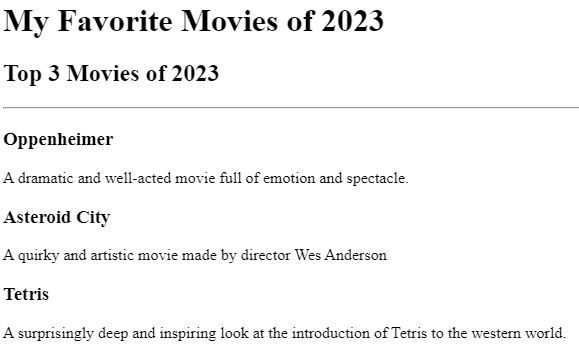 My Favorite Movies of 2023
Top 3 Movies of 2023
Oppenheimer
A dramatic and well-acted movie full of emotion and spectacle.
Asteroid City
A quirky and artistic movie made by director Wes Anderson
Tetris
A surprisingly deep and inspiring look at the introduction of Tetris to the western world.